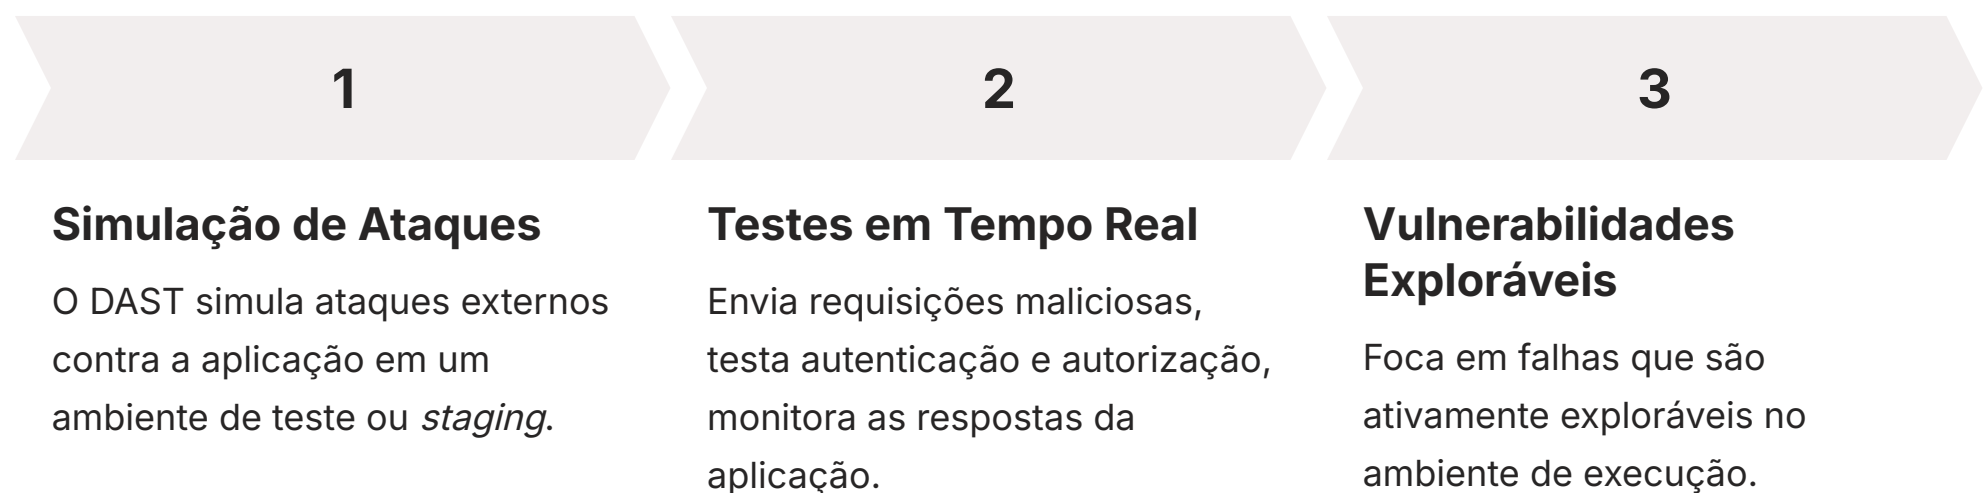 1
Simulação de Ataques
O DAST simula ataques externos
contra a aplicação em um
ambiente de teste ou staging.
2
Testes em Tempo Real
Envia requisições maliciosas,
testa autenticação e autorização,
monitora as respostas da
aplicação.
3
Vulnerabilidades
Exploráveis
Foca em falhas que são
ativamente exploráveis no
ambiente de execução.